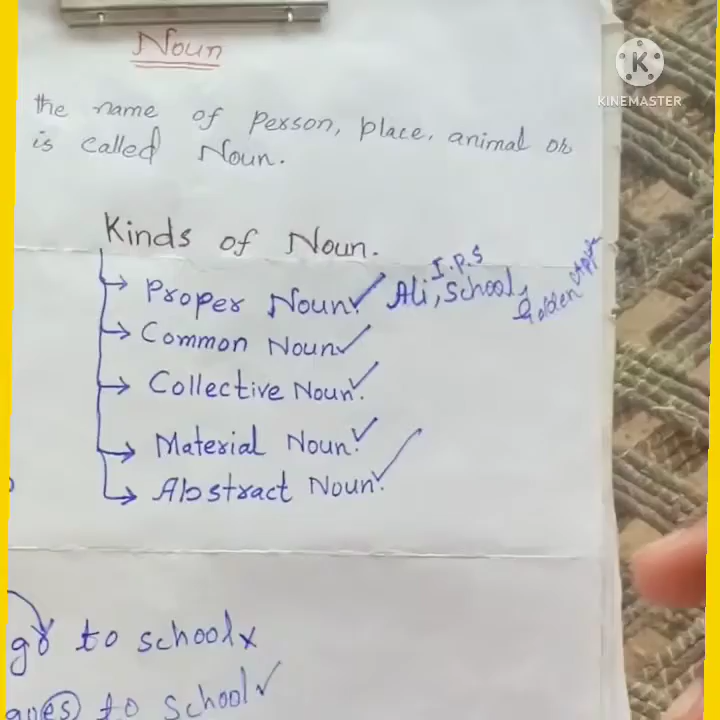 Noun
the name of person, place, animal or
is called Noun.
Kinds of Noun.
I.P.S
Proper Noun. Ali, School, Golden
Common Noun
Collective Noun.
Material Noun.
Abstract Noun.
go to school x
goes to school
KINEMASTER